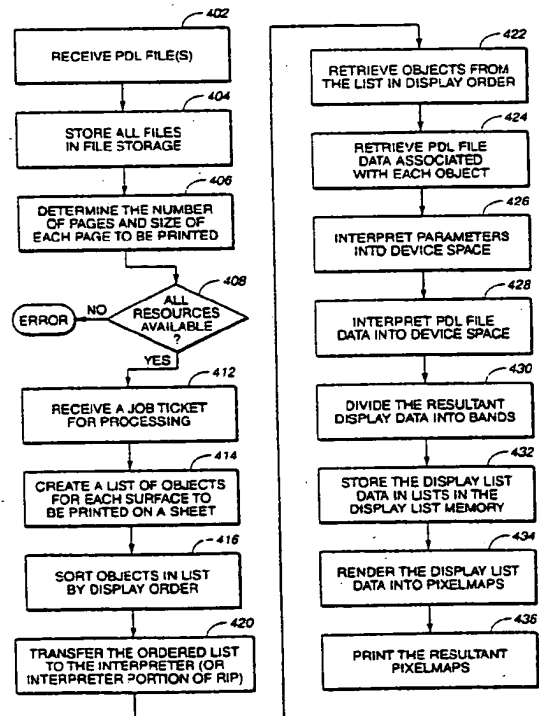 402
RECEIVE PDL FILE(S)
404
STORE ALL FILES
IN FILE STORAGE
406
DETERMINE THE NUMBER
OF PAGES AND SIZE OF
EACH PAGE TO BE PRINTED
408
ALL
RESOURCES
AVAILABLE
?
NO
ERROR
YES
412
RECEIVE A JOB TICKET
FOR PROCESSING
414
CREATE A LIST OF OBJECTS
FOR EACH SURFACE TO
BE PRINTED ON A SHEET
416
SORT OBJECTS IN LIST
BY DISPLAY ORDER
420
TRANSFER THE ORDERED LIST
TO THE INTERPRETER (OR
INTERPRETER PORTION OF RIP)
422
RETRIEVE OBJECTS FROM
THE LIST IN DISPLAY ORDER
424
RETRIEVE PDL FILE
DATA ASSOCIATED
WITH EACH OBJECT
426
INTERPRET PARAMETERS
INTO DEVICE SPACE
428
INTERPRET PDL FILE
DATA INTO DEVICE SPACE
430
DIVIDE THE RESULTANT
DISPLAY DATA INTO BANDS
432
STORE THE DISPLAY LIST
DATA IN LISTS IN THE
DISPLAY LIST MEMORY
434
RENDER THE DISPLAY LIST
DATA INTO PIXELMAPS
436
PRINT THE RESULTANT
PIXELMAPS